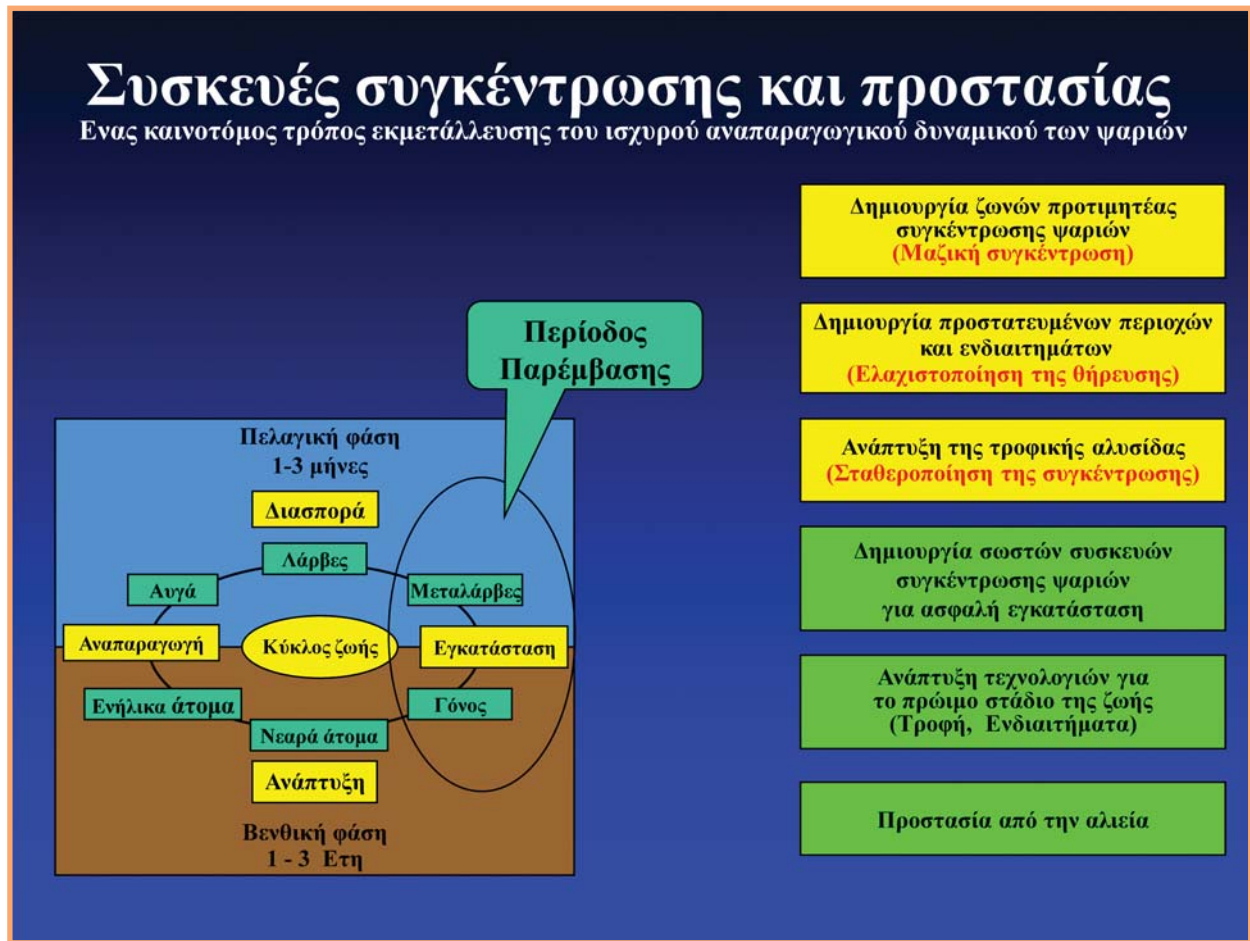 Συσκευές συγκέντρωσης και προστασίας
Ενας καινοτόμος τρόπος εκμετάλλευσης του ισχυρού αναπαραγωγικού δυναμικού των ψαριών
Περίοδος
Παρέμβασης
Πελαγική φάση
1-3 μήνες
Διασπορά
Λάρβες
Αυγά
Μεταλάρβες
Αναπαραγωγή
Κύκλος ζωής
Εγκατάσταση
Ενήλικα άτομα
Γόνος
Νεαρά άτομα
Ανάπτυξη
Βενθική φάση
1 - 3 Ετη
Δημιουργία ζωνών προτιμητέας
συγκέντρωσης ψαριών
(Μαζική συγκέντρωση)
Δημιουργία προστατευμένων περιοχών
και ενδιαιτημάτων
(Ελαχιστοποίηση της θήρευσης)
Ανάπτυξη της τροφικής αλυσίδας
(Σταθεροποίηση της συγκέντρωσης)
Δημιουργία σωστών συσκευών
συγκέντρωσης ψαριών
για ασφαλή εγκατάσταση
Ανάπτυξη τεχνολογιών για
το πρώιμο στάδιο της ζωής
(Τροφή, Ενδιαιτήματα)
Προστασία από την αλιεία